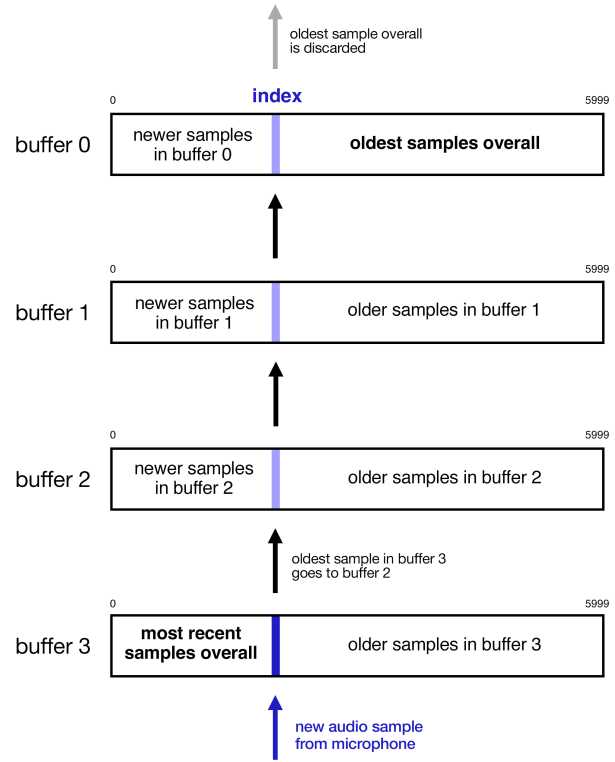 oldest sample overall
is discarded
index
0
5999
buffer 0
newer samples
in buffer 0
oldest samples overall
0
5999
buffer 1
newer samples
in buffer 1
older samples in buffer 1
0
5999
buffer 2
newer samples
in buffer 2
older samples in buffer 2
oldest sample in buffer 3
goes to buffer 2
0
5999
buffer 3
most recent
samples overall
older samples in buffer 3
new audio sample
from microphone